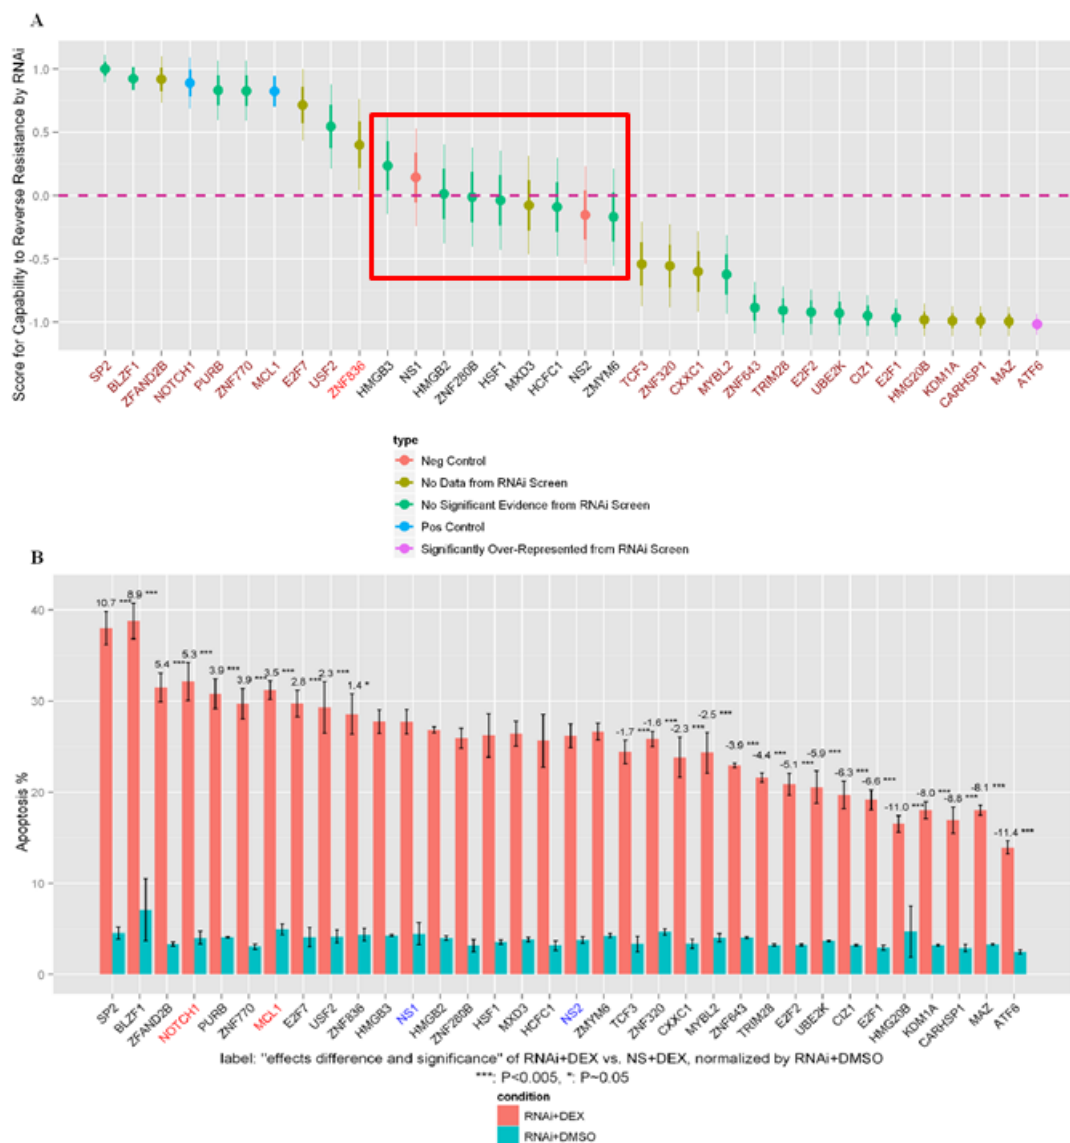 A
Score for Capability to Reverse Resistance by RNAi
1.0
0.5
0.0
-0.5
-1.0
SP2
BLZF1
ZFAND2B
NOTCH1
PURB
ZNF770
MCL1
E2F7
USF2
ZNF836
HMGB3
NS1
HMGB2
ZNF280B
HSF1
MXD3
HCFC1
NS2
ZMYM6
TCF3
ZNF320
CXXC1
MYBL2
ZNF643
TRIM28
E2F2
UBE2K
CIZ1
E2F1
HMG20B
KDM1A
CARHSP1
MAZ
ATF6
type
Neg Control
No Data from RNAi Screen
No Significant Evidence from RNAi Screen
Pos Control
Significantly Over-Represented from RNAi Screen
B
Apoptosis %
40
30
20
10
0
10.7 ***
8.9 ***
5.4 ***
5.3 ***
3.9 ***
3.9 ***
3.5 ***
2.8 ***
2.3 ***
1.4 *
-1.7 ***
-1.6 ***
-2.3 ***
-2.5 ***
-3.9 ***
-4.4 ***
-5.1 ***
-5.9 ***
-6.3 ***
-6.6 ***
-11.0 ***
-8.0 ***
-8.8 ***
-8.1 ***
-11.4 ***
SP2
BLZF1
ZFAND2B
NOTCH1
PURB
ZNF770
MCL1
E2F7
USF2
ZNF836
HMGB3
NS1
HMGB2
ZNF280B
HSF1
MXD3
HCFC1
NS2
ZMYM6
TCF3
ZNF320
CXXC1
MYBL2
ZNF643
TRIM28
E2F2
UBE2K
CIZ1
E2F1
HMG20B
KDM1A
CARHSP1
MAZ
ATF6
label: "effects difference and significance" of RNAi+DEX vs. NS+DEX, normalized by RNAi+DMSO
***: P<0.005, *: P~0.05
condition
RNAi+DEX
RNAi+DMSO